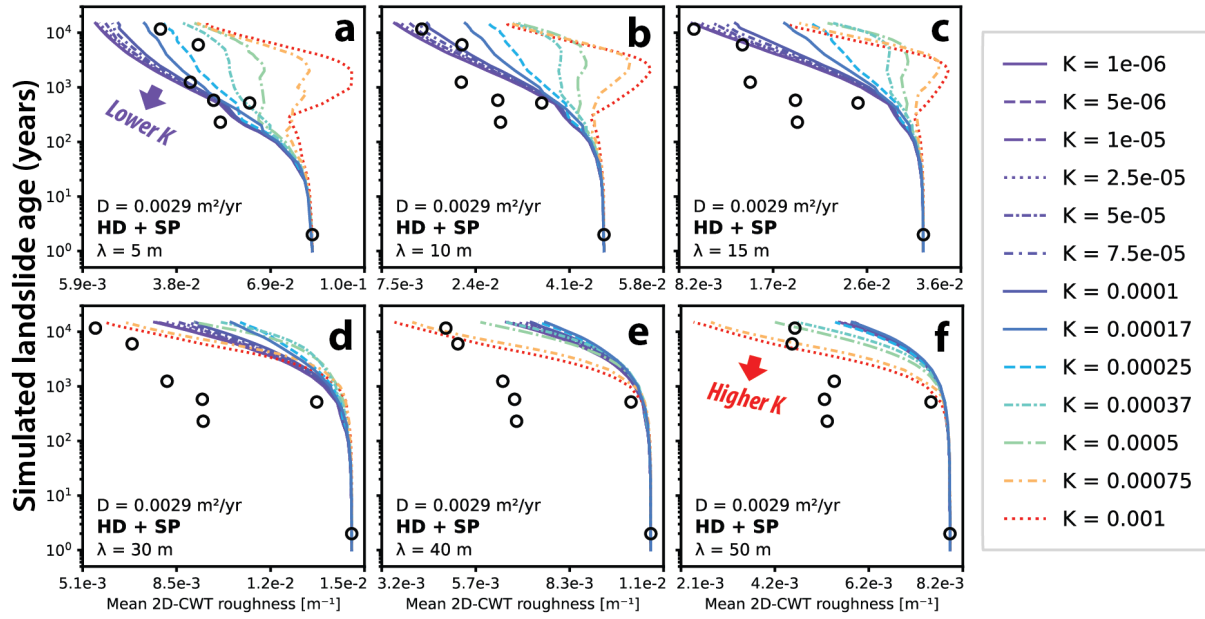 Simulated landslide age (years)
a
10⁴
10³
10²
10¹
10⁰
Lower K
D = 0.0029 m²/yr
HD + SP
λ = 5 m
5.9e-3 3.8e-2 6.9e-2 1.0e-1
b
D = 0.0029 m²/yr
HD + SP
λ = 10 m
7.5e-3 2.4e-2 4.1e-2 5.8e-2
c
D = 0.0029 m²/yr
HD + SP
λ = 15 m
8.2e-3 1.7e-2 2.6e-2 3.6e-2
d
10⁴
10³
10²
10¹
10⁰
D = 0.0029 m²/yr
HD + SP
λ = 30 m
5.1e-3 8.5e-3 1.2e-2 1.5e-2
Mean 2D-CWT roughness [m⁻¹]
e
D = 0.0029 m²/yr
HD + SP
λ = 40 m
3.2e-3 5.7e-3 8.3e-3 1.1e-2
Mean 2D-CWT roughness [m⁻¹]
f
Higher K
D = 0.0029 m²/yr
HD + SP
λ = 50 m
2.1e-3 4.2e-3 6.2e-3 8.2e-3
Mean 2D-CWT roughness [m⁻¹]
K = 1e-06
K = 5e-06
K = 1e-05
K = 2.5e-05
K = 5e-05
K = 7.5e-05
K = 0.0001
K = 0.00017
K = 0.00025
K = 0.00037
K = 0.0005
K = 0.00075
K = 0.001